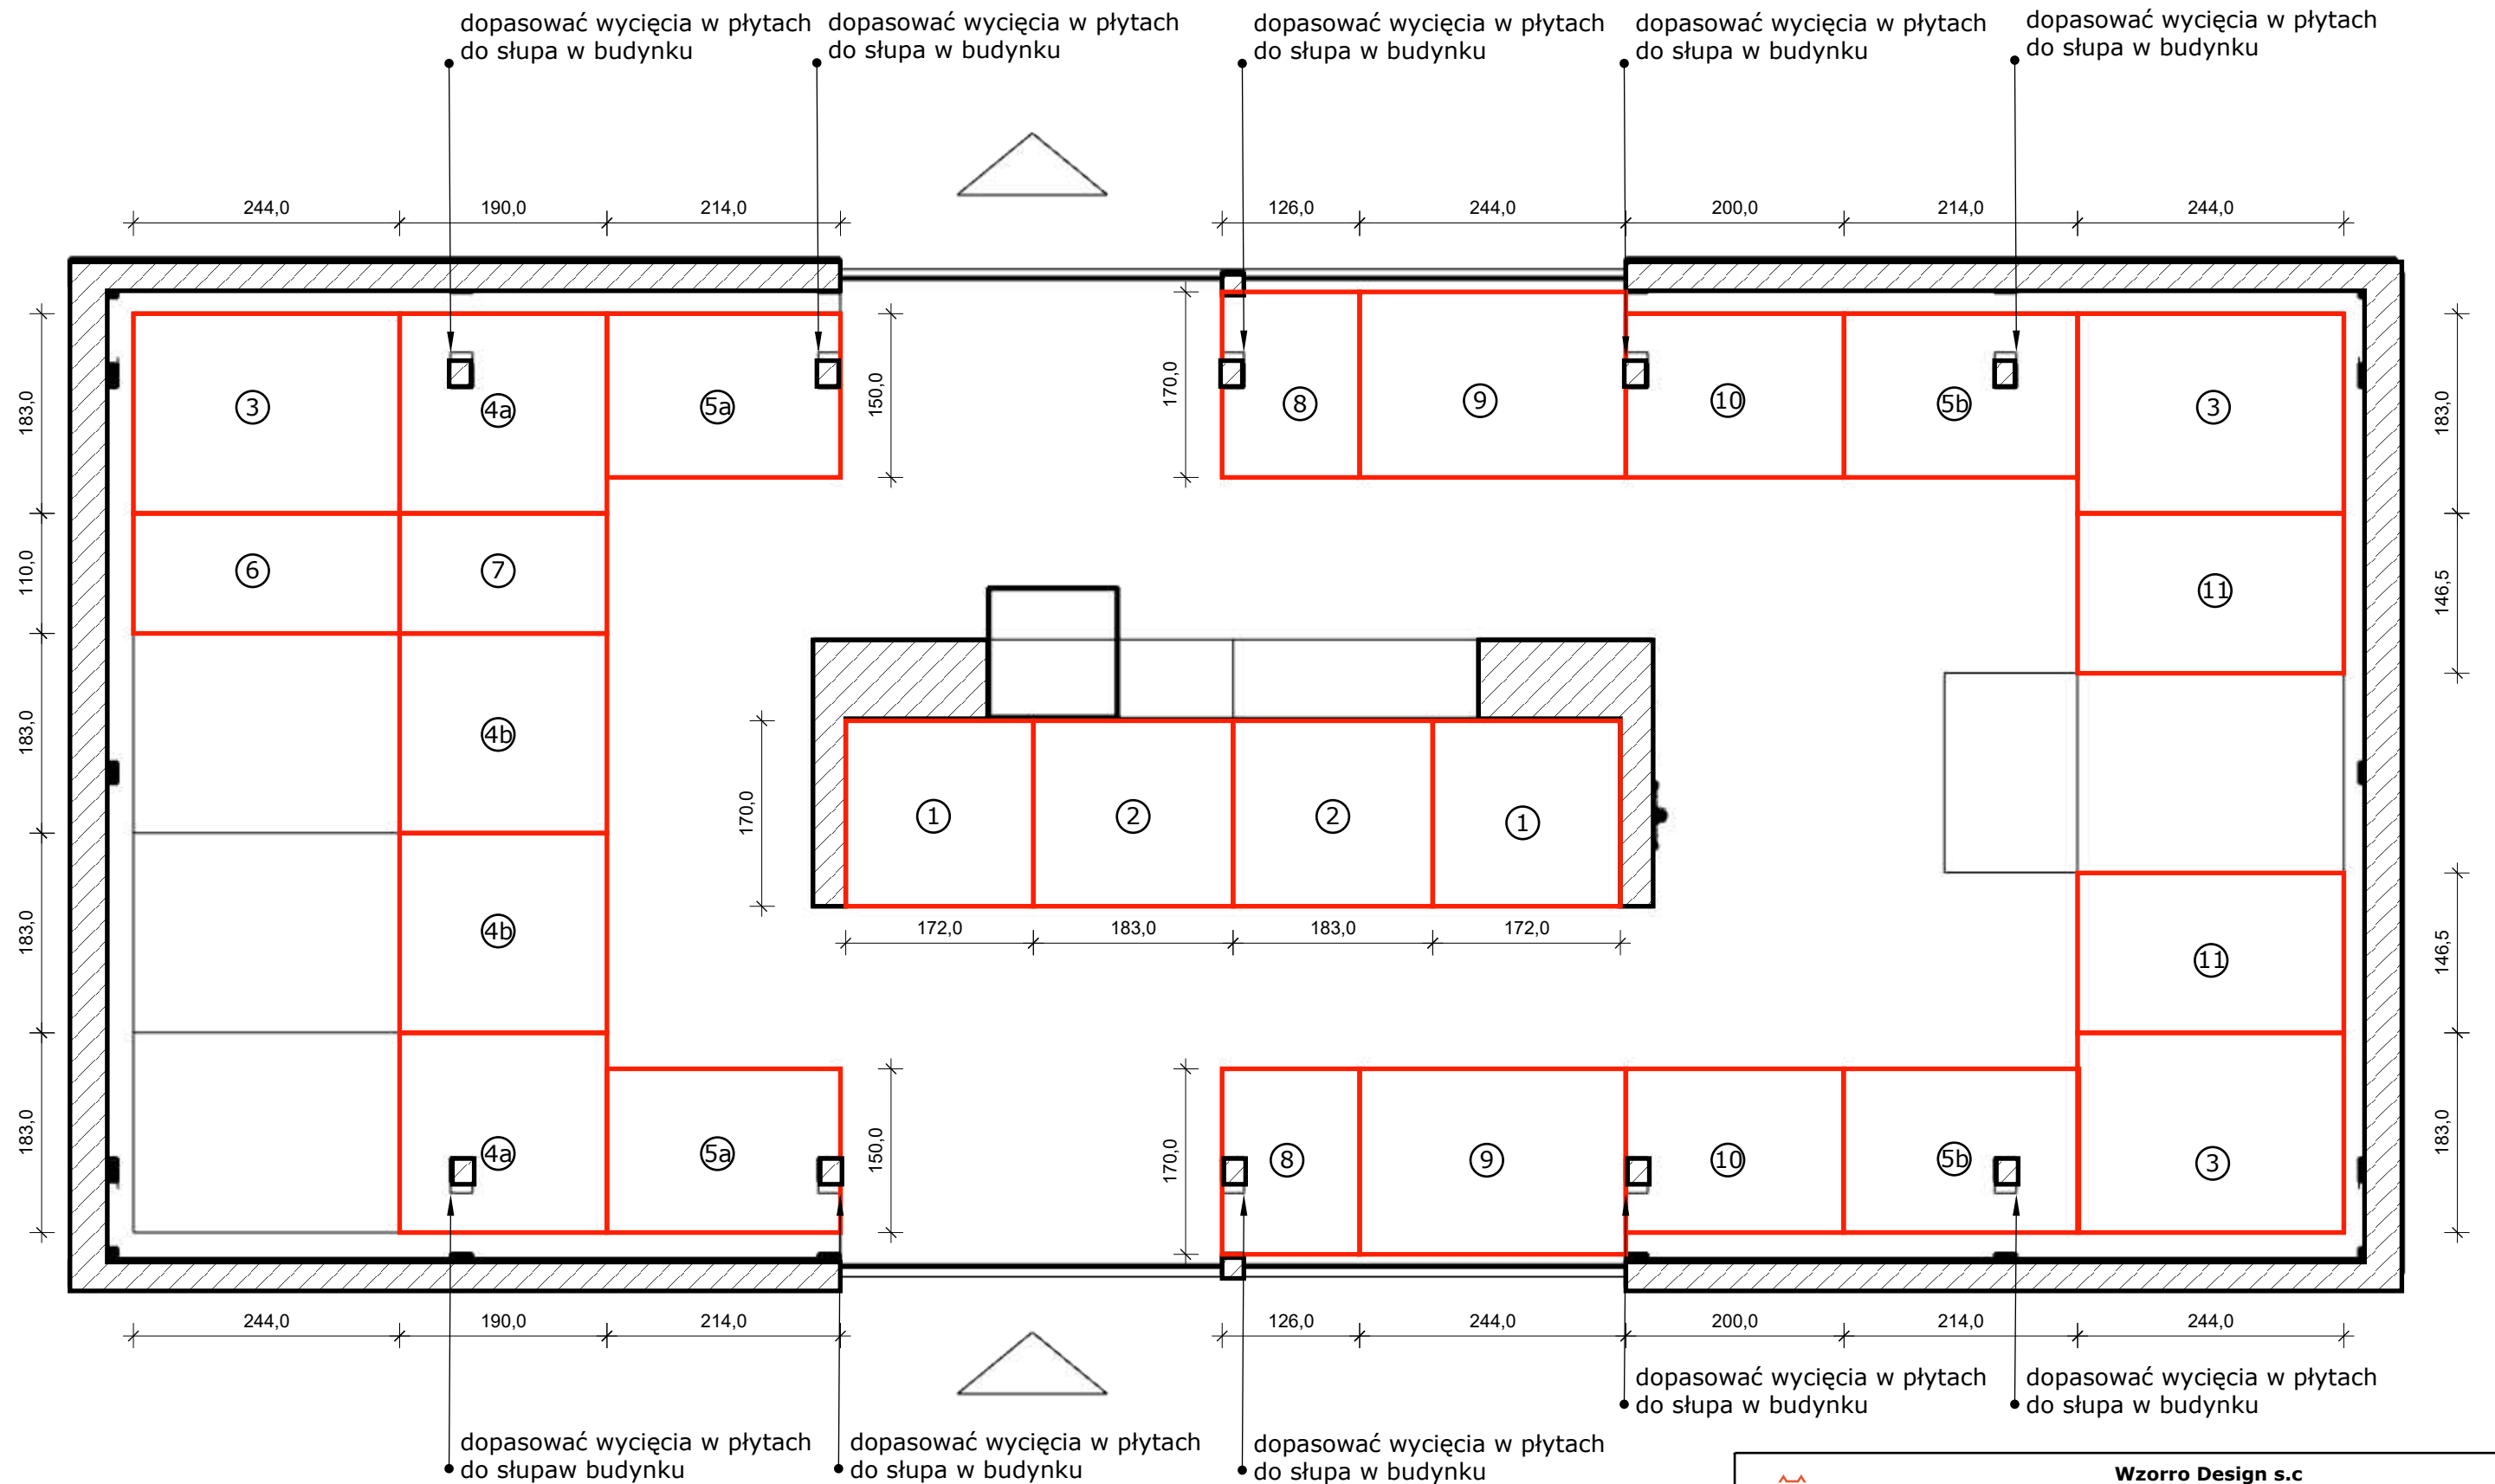 dopasować wycięcia w płytach
do słupa w budynku
dopasować wycięcia w płytach
do słupa w budynku
dopasować wycięcia w płytach
do słupa w budynku
dopasować wycięcia w płytach
do słupa w budynku
dopasować wycięcia w płytach
do słupa w budynku
244,0 190,0 214,0 126,0 244,0 200,0 214,0 244,0
183,0 3 4a 5a 150,0 170,0 8 9 10 5b 3 183,0
110,0 6 7 11 146,5
183,0 4b
170,0 1 2 2 1
172,0 183,0 183,0 172,0
183,0 4b 11 146,5
183,0 4a 5a 150,0 170,0 8 9 10 5b 3 183,0
244,0 190,0 214,0 126,0 244,0 200,0 214,0 244,0
dopasować wycięcia w płytach
do słupa w budynku
dopasować wycięcia w płytach
do słupa w budynku
dopasować wycięcia w płytach
do słupaw budynku
dopasować wycięcia w płytach
do słupa w budynku
dopasować wycięcia w płytach
do słupa w budynku
Wzorro Design s.c